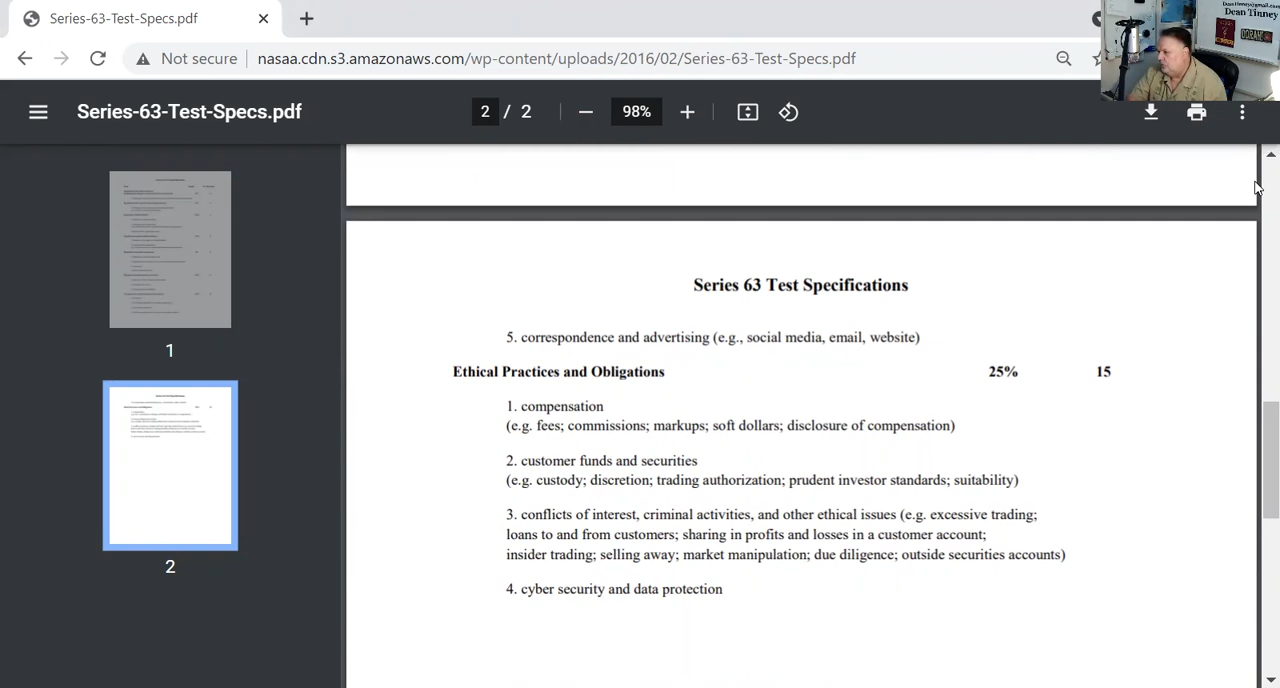 Series-63-Test-Specs.pdf
Not secure
nasaa.cdn.s3.amazonaws.com/wp-content/uploads/2016/02/Series-63-Test-Specs.pdf
DeanTinney@gmail.com
Dean Tinney
OORAH!
Series-63-Test-Specs.pdf
2 / 2
98%
1
2
Series 63 Test Specifications
5. correspondence and advertising (e.g., social media, email, website)
Ethical Practices and Obligations 25% 15
1. compensation
(e.g. fees; commissions; markups; soft dollars; disclosure of compensation)
2. customer funds and securities
(e.g. custody; discretion; trading authorization; prudent investor standards; suitability)
3. conflicts of interest, criminal activities, and other ethical issues (e.g. excessive trading;
loans to and from customers; sharing in profits and losses in a customer account;
insider trading; selling away; market manipulation; due diligence; outside securities accounts)
4. cyber security and data protection